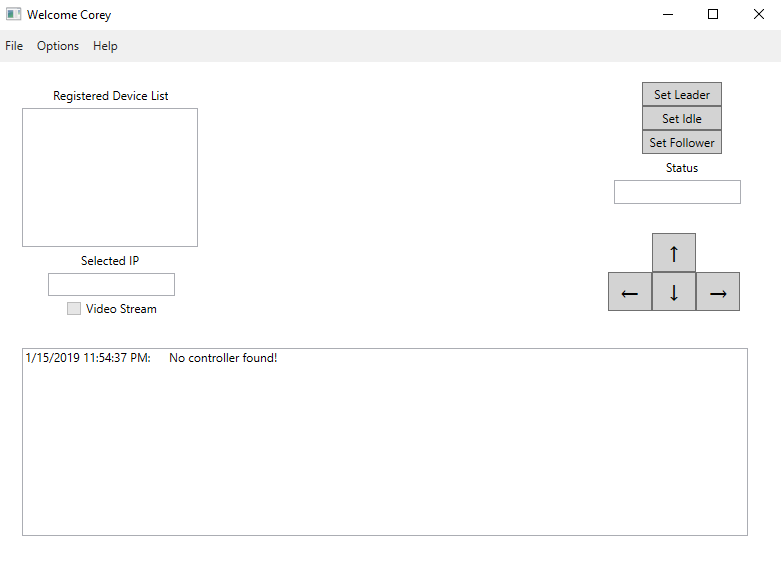 Welcome Corey
File Options Help
Registered Device List
Set Leader
Set Idle
Set Follower
Status
↑
← ↓ →
Selected IP
Video Stream
1/15/2019 11:54:37 PM: No controller found!